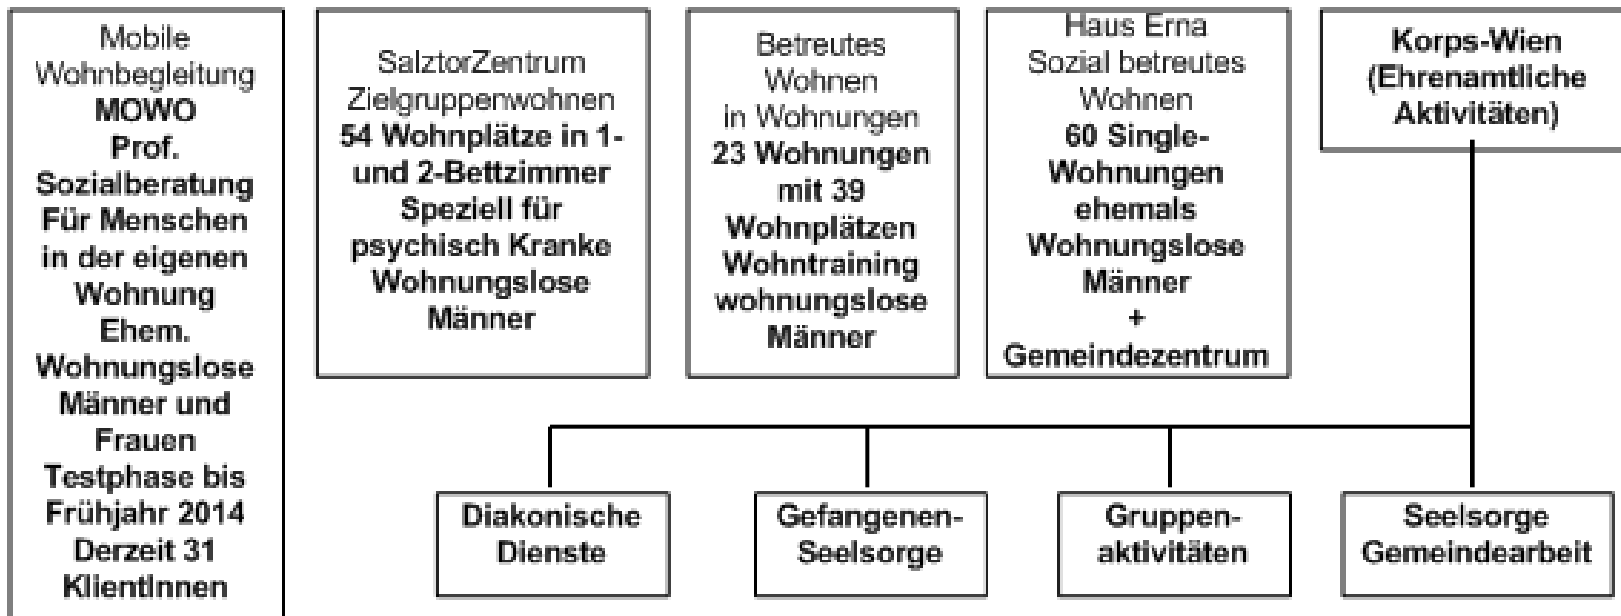 Mobile
Wohnbegleitung
MOWO
Prof.
Sozialberatung
Für Menschen
in der eigenen
Wohnung
Ehem.
Wohnungslose
Männer und
Frauen
Testphase bis
Frühjahr 2014
Derzeit 31
KlientInnen
SalztorZentrum
Zielgruppenwohnen
54 Wohnplätze in 1-
und 2-Bettzimmer
Speziell für
psychisch Kranke
Wohnungslose
Männer
Betreutes
Wohnen
in Wohnungen
23 Wohnungen
mit 39
Wohnplätzen
Wohntraining
wohnungslose
Männer
Haus Erna
Sozial betreutes
Wohnen
60 Single-
Wohnungen
ehemals
Wohnungslose
Männer
+
Gemeindezentrum
Korps-Wien
(Ehrenamtliche
Aktivitäten)
Diakonische
Dienste
Gefangenen-
Seelsorge
Gruppen-
aktivitäten
Seelsorge
Gemeindearbeit